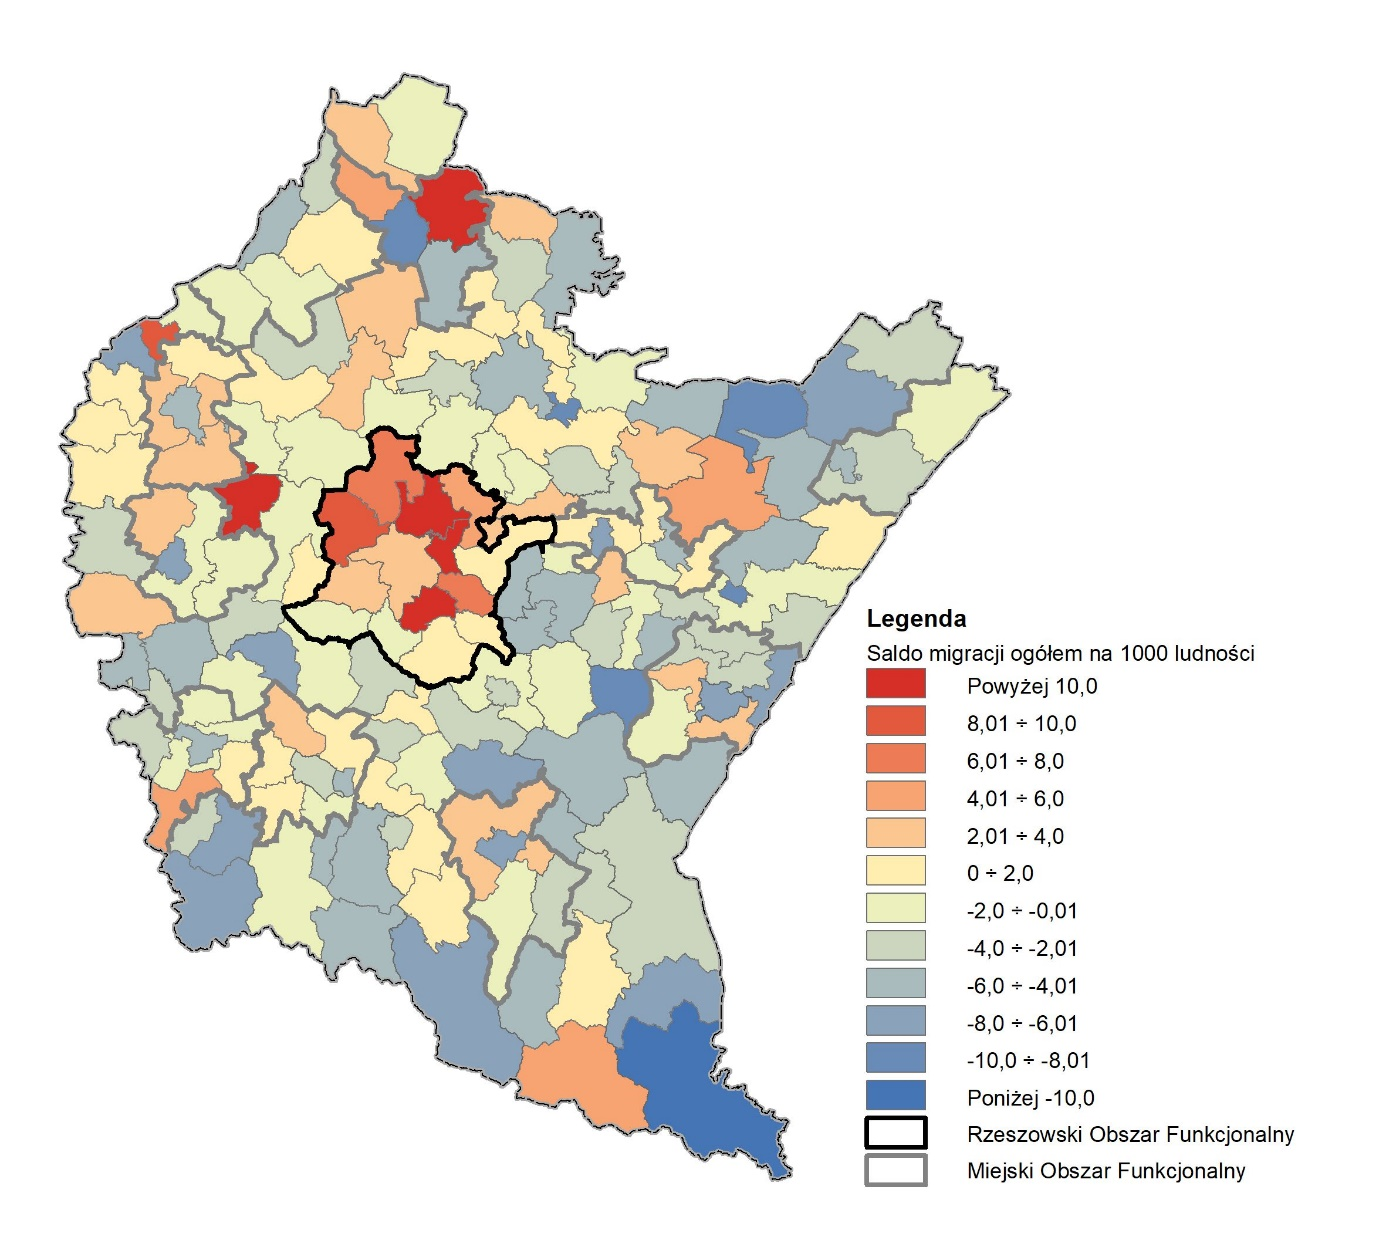 Legenda
Saldo migracji ogółem na 1000 ludności
Powyżej 10,0
8,01 ÷ 10,0
6,01 ÷ 8,0
4,01 ÷ 6,0
2,01 ÷ 4,0
0 ÷ 2,0
-2,0 ÷ -0,01
-4,0 ÷ -2,01
-6,0 ÷ -4,01
-8,0 ÷ -6,01
-10,0 ÷ -8,01
Poniżej -10,0
Rzeszowski Obszar Funkcjonalny
Miejski Obszar Funkcjonalny